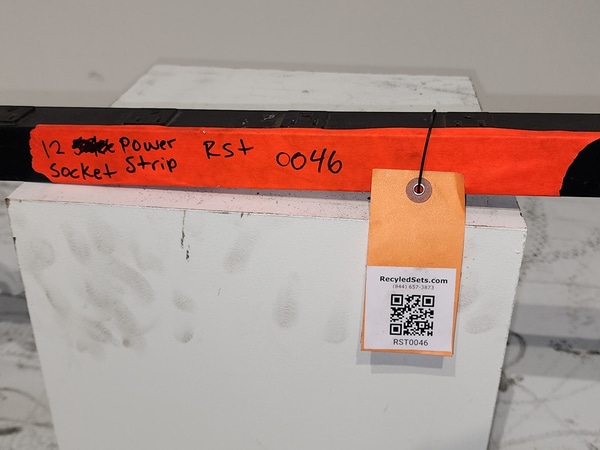 12 Power RSt 0046
Socket Strip
RecyledSets.com
(844) 657-3873
RST0046